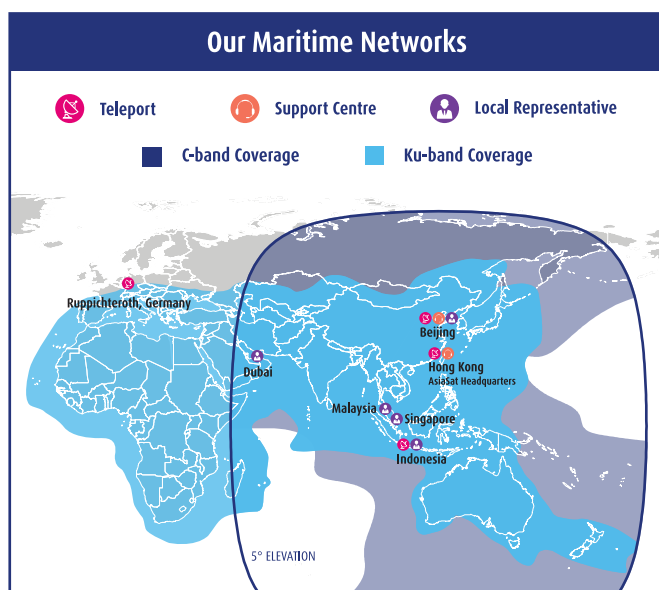 Our Maritime Networks
Teleport
Support Centre
Local Representative
C-band Coverage
Ku-band Coverage
Ruppichteroth, Germany
Beijing
Dubai
Hong Kong
AsiaSat Headquarters
Malaysia
Singapore
Indonesia
5° ELEVATION